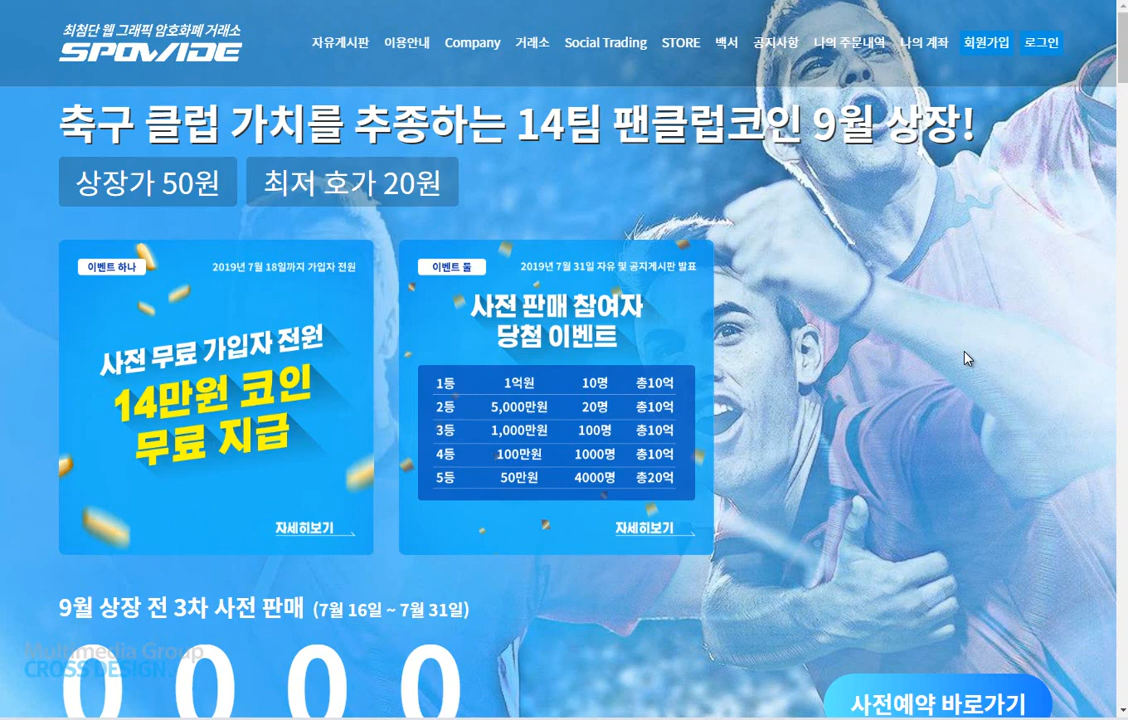 최첨단 웹 그래픽 암호화폐 거래소
SPOWIDE
자유게시판 이용안내 Company 거래소 Social Trading STORE 백서 공지사항 나의 주문내역 나의 계좌 회원가입 로그인
축구 클럽 가치를 추종하는 14팀 팬클럽코인 9월 상장!
상장가 50원 최저 호가 20원
이벤트 하나 2019년 7월 18일까지 가입자 전원
사전 무료 가입자 전원
14만원 코인
무료 지급
자세히보기
이벤트 둘 2019년 7월 31일 자유 및 공지게시판 발표
사전 판매 참여자
당첨 이벤트
1등 1억원 10명 총10억
2등 5,000만원 20명 총10억
3등 1,000만원 100명 총10억
4등 100만원 1000명 총10억
5등 50만원 4000명 총20억
자세히보기
9월 상장 전 3차 사전 판매 (7월 16일 ~ 7월 31일)
Multimedia Group
CROSS DESIGN
0 0 0 0
사전예약 바로가기